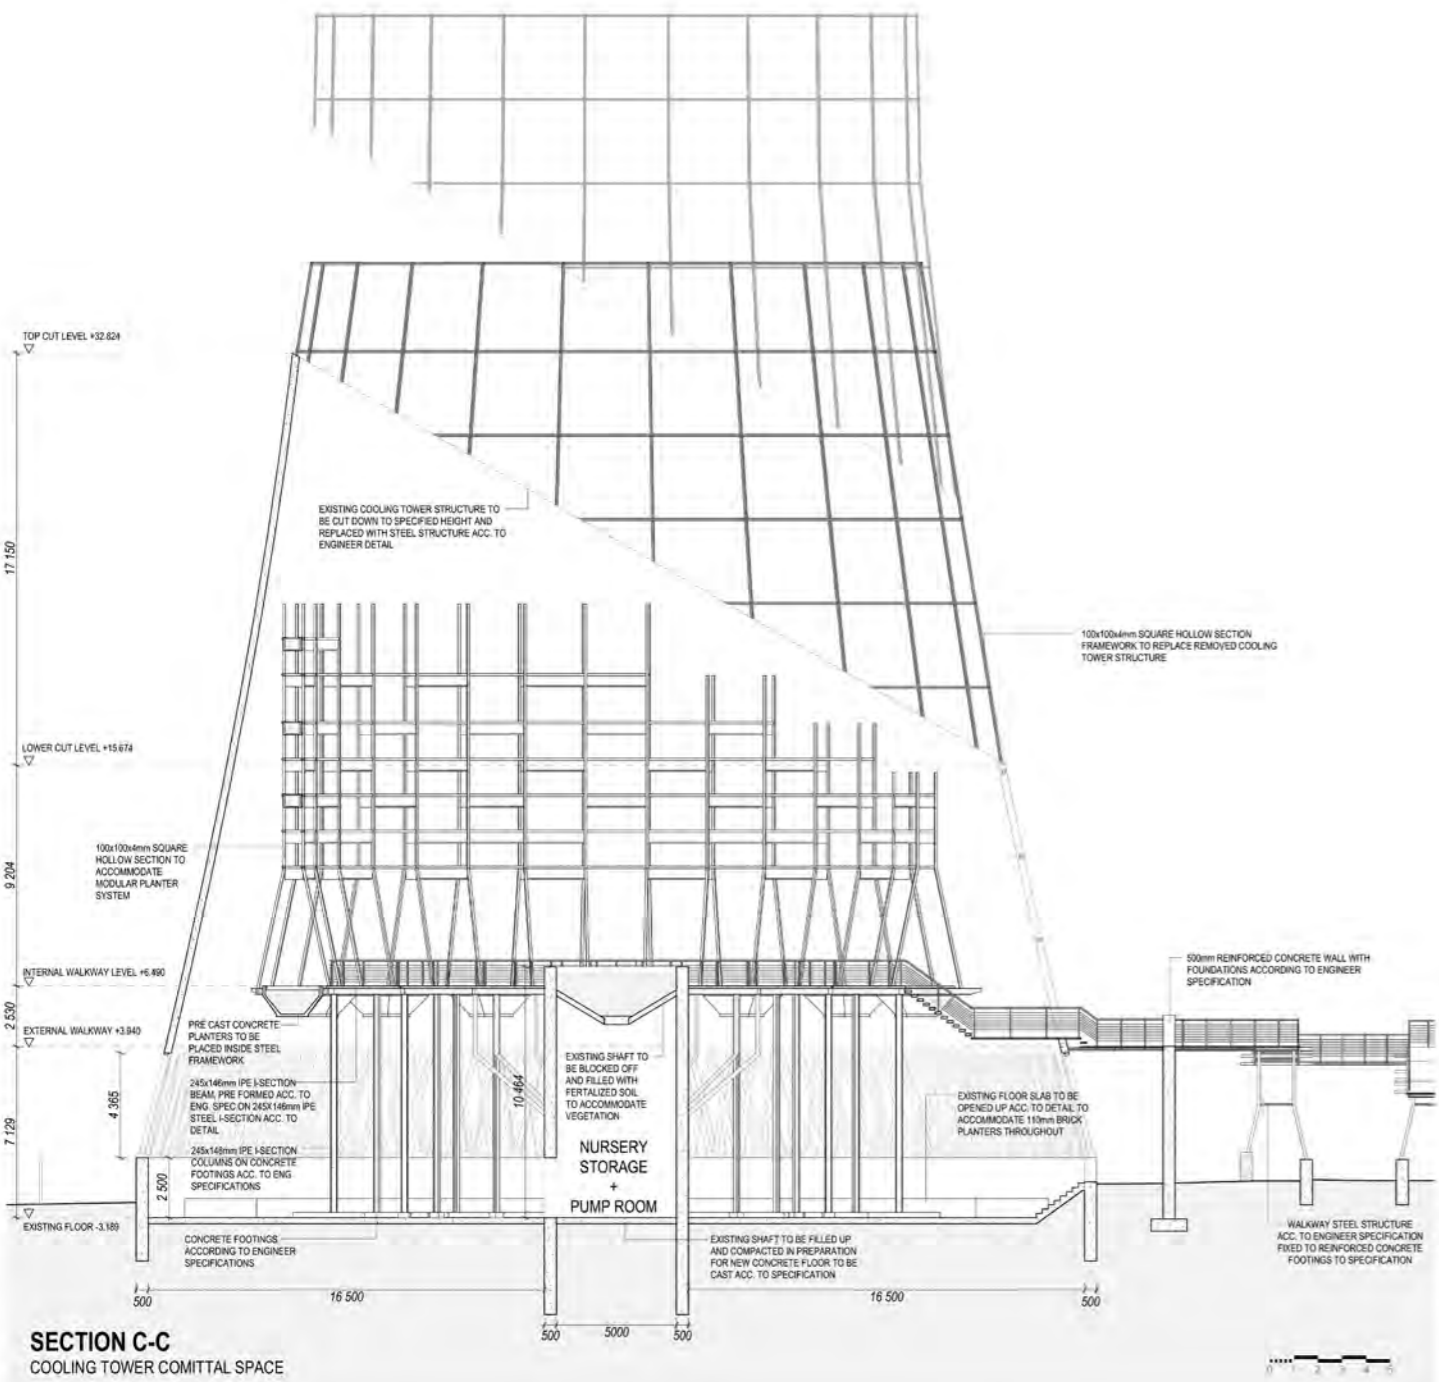 TOP CUT LEVEL +32.824
17 150
EXISTING COOLING TOWER STRUCTURE TO
BE CUT DOWN TO SPECIFIED HEIGHT AND
REPLACED WITH STEEL STRUCTURE ACC. TO
ENGINEER DETAIL
100x100x4mm SQUARE HOLLOW SECTION
FRAMEWORK TO REPLACE REMOVED COOLING
TOWER STRUCTURE
LOWER CUT LEVEL +15.674
9 204
100x100x4mm SQUARE
HOLLOW SECTION TO
ACCOMMODATE
MODULAR PLANTER
SYSTEM
INTERNAL WALKWAY LEVEL +6.490
2 530
500mm REINFORCED CONCRETE WALL WITH
FOUNDATIONS ACCORDING TO ENGINEER
SPECIFICATION
EXTERNAL WALKWAY +3.940
PRE CAST CONCRETE
PLANTERS TO BE
PLACED INSIDE STEEL
FRAMEWORK
4 365
7 129
245x146mm IPE I-SECTION
BEAM, PRE FORMED ACC. TO
ENG. SPEC ON 245X146mm IPE
STEEL I-SECTION ACC. TO
DETAIL
245x146mm IPE I-SECTION
COLUMNS ON CONCRETE
FOOTINGS ACC. TO ENG
SPECIFICATIONS
2 500
10 464
EXISTING SHAFT TO
BE BLOCKED OFF
AND FILLED WITH
FERTALIZED SOIL
TO ACCOMMODATE
VEGETATION
NURSERY
STORAGE
+
PUMP ROOM
EXISTING FLOOR SLAB TO BE
OPENED UP ACC. TO DETAIL TO
ACCOMMODATE 110mm BRICK
PLANTERS THROUGHOUT
EXISTING FLOOR -3.189
CONCRETE FOOTINGS
ACCORDING TO ENGINEER
SPECIFICATIONS
EXISTING SHAFT TO BE FILLED UP
AND COMPACTED IN PREPARATION
FOR NEW CONCRETE FLOOR TO BE
CAST ACC. TO SPECIFICATION
WALKWAY STEEL STRUCTURE
ACC. TO ENGINEER SPECIFICATION
FIXED TO REINFORCED CONCRETE
FOOTINGS TO SPECIFICATION
500 16 500 16 500 500
500 5000 500
SECTION C-C
COOLING TOWER COMITTAL SPACE
0 1 2 3 4 5